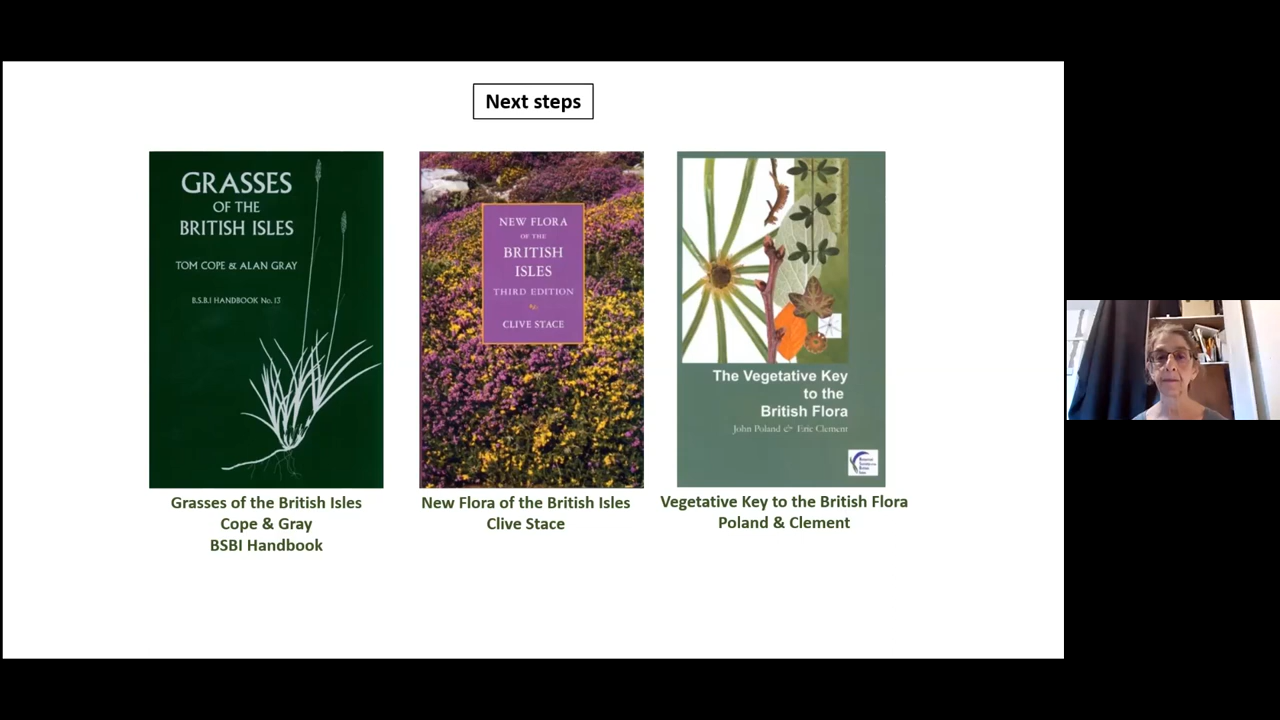 Next steps
GRASSES
OF THE
BRITISH ISLES
TOM COPE & ALAN GRAY
B.S.B.I HANDBOOK No. 13
NEW FLORA
OF THE
BRITISH
ISLES
THIRD EDITION
CLIVE STACE
The Vegetative Key
to the
British Flora
John Poland & Eric Clement
Grasses of the British Isles
Cope & Gray
BSBI Handbook
New Flora of the British Isles
Clive Stace
Vegetative Key to the British Flora
Poland & Clement